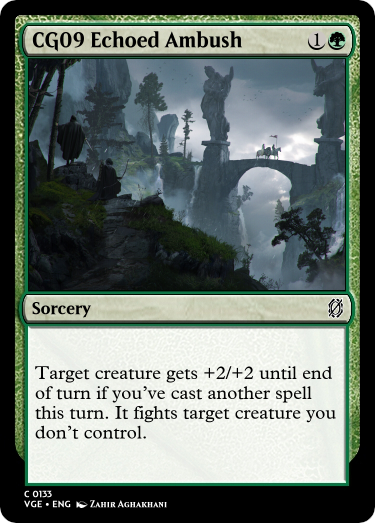 CG09 Echoed Ambush 1
Sorcery
Target creature gets +2/+2 until end
of turn if you've cast another spell
this turn. It fights target creature you
don't control.
C 0133
VGE • ENG Zahir Aghakhani